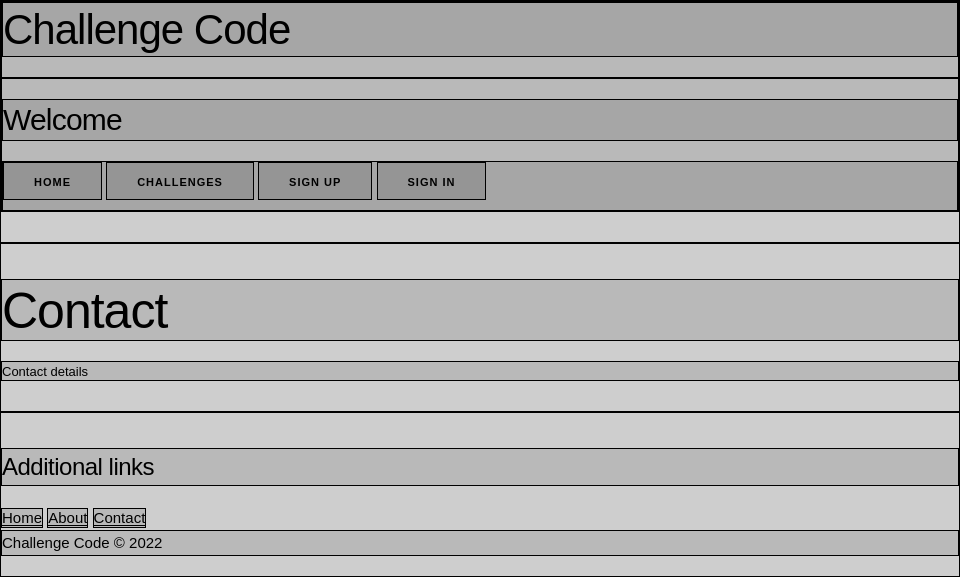 Challenge Code
Welcome
HOME CHALLENGES SIGN UP SIGN IN
Contact
Contact details
Additional links
Home About Contact
Challenge Code © 2022